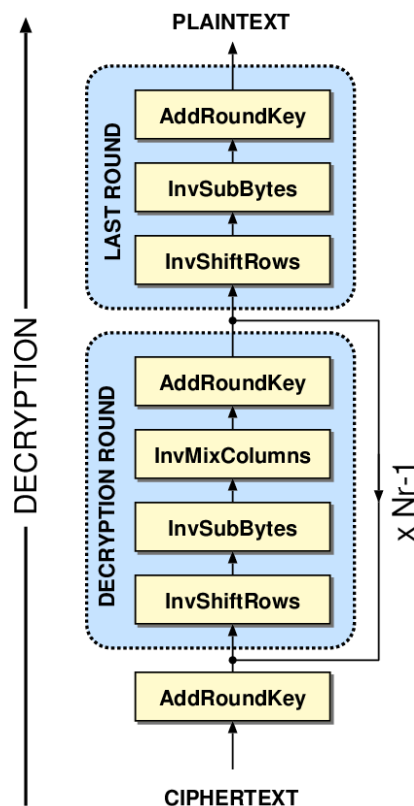 PLAINTEXT
AddRoundKey
InvSubBytes
InvShiftRows
LAST ROUND
AddRoundKey
InvMixColumns
InvSubBytes
InvShiftRows
DECRYPTION ROUND
x Nr-1
AddRoundKey
CIPHERTEXT
DECRYPTION